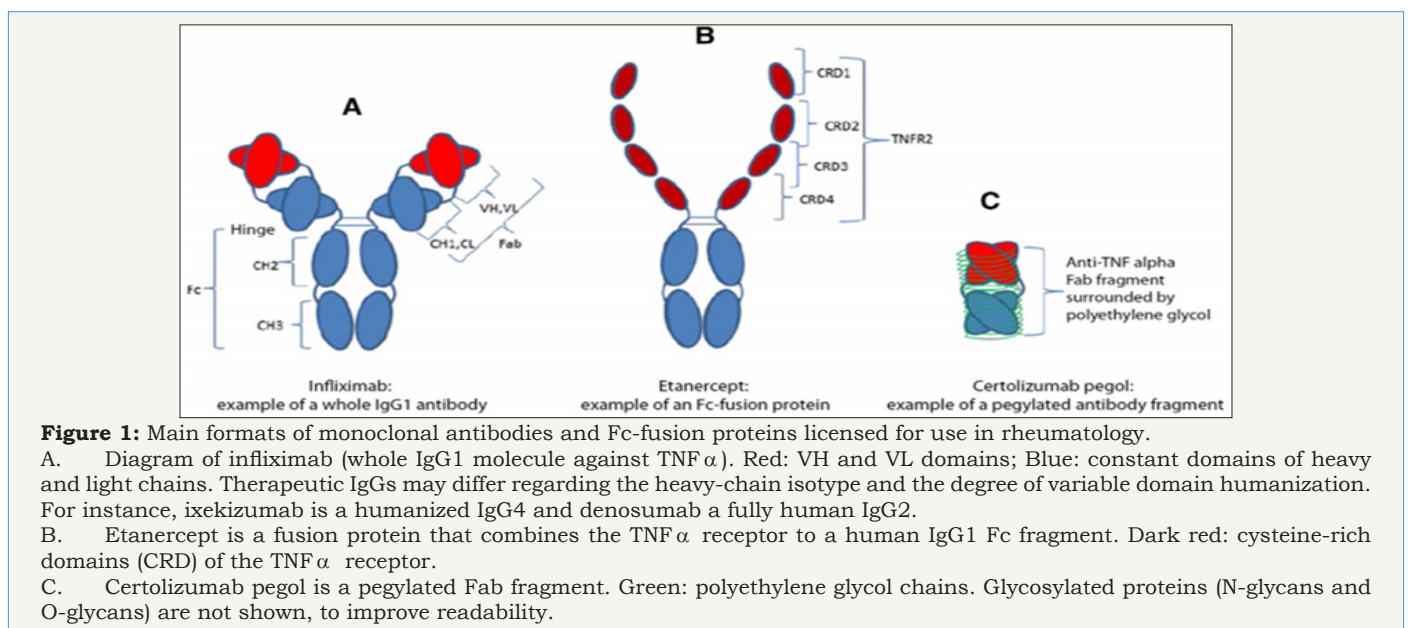 B
A
CRD1
CRD2
TNFR2
CRD3
CRD4
C
VH,VL
Hinge
CH1,CL
Fab
CH2
Fc
CH3
Anti-TNF alpha
Fab fragment
surrounded by
polyethylene glycol
Infliximab:
example of a whole IgG1 antibody
Etanercept:
example of an Fc-fusion protein
Certolizumab pegol:
example of a pegylated antibody fragment
Figure 1: Main formats of monoclonal antibodies and Fc-fusion proteins licensed for use in rheumatology.
A. Diagram of infliximab (whole IgG1 molecule against TNFα). Red: VH and VL domains; Blue: constant domains of heavy
and light chains. Therapeutic IgGs may differ regarding the heavy-chain isotype and the degree of variable domain humanization.
For instance, ixekizumab is a humanized IgG4 and denosumab a fully human IgG2.
B. Etanercept is a fusion protein that combines the TNFα receptor to a human IgG1 Fc fragment. Dark red: cysteine-rich
domains (CRD) of the TNFα receptor.
C. Certolizumab pegol is a pegylated Fab fragment. Green: polyethylene glycol chains. Glycosylated proteins (N-glycans and
O-glycans) are not shown, to improve readability.